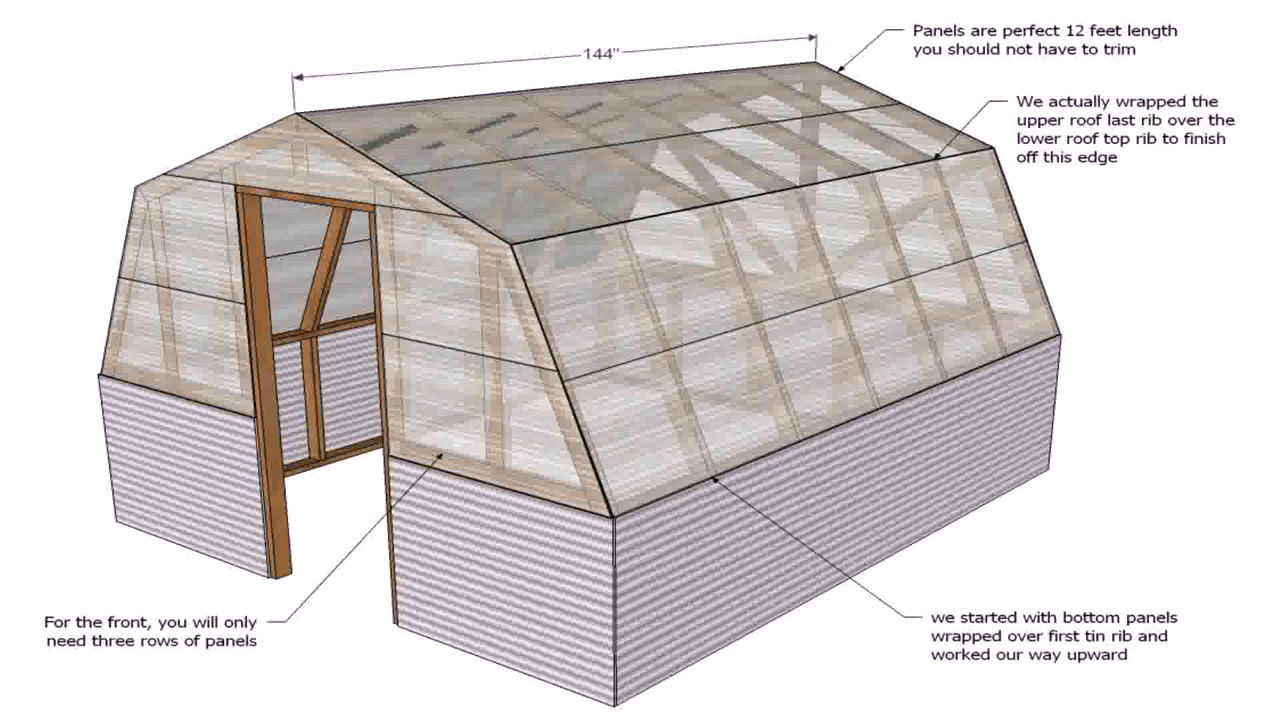 144"
Panels are perfect 12 feet length
you should not have to trim
We actually wrapped the
upper roof last rib over the
lower roof top rib to finish
off this edge
For the front, you will only
need three rows of panels
we started with bottom panels
wrapped over first tin rib and
worked our way upward